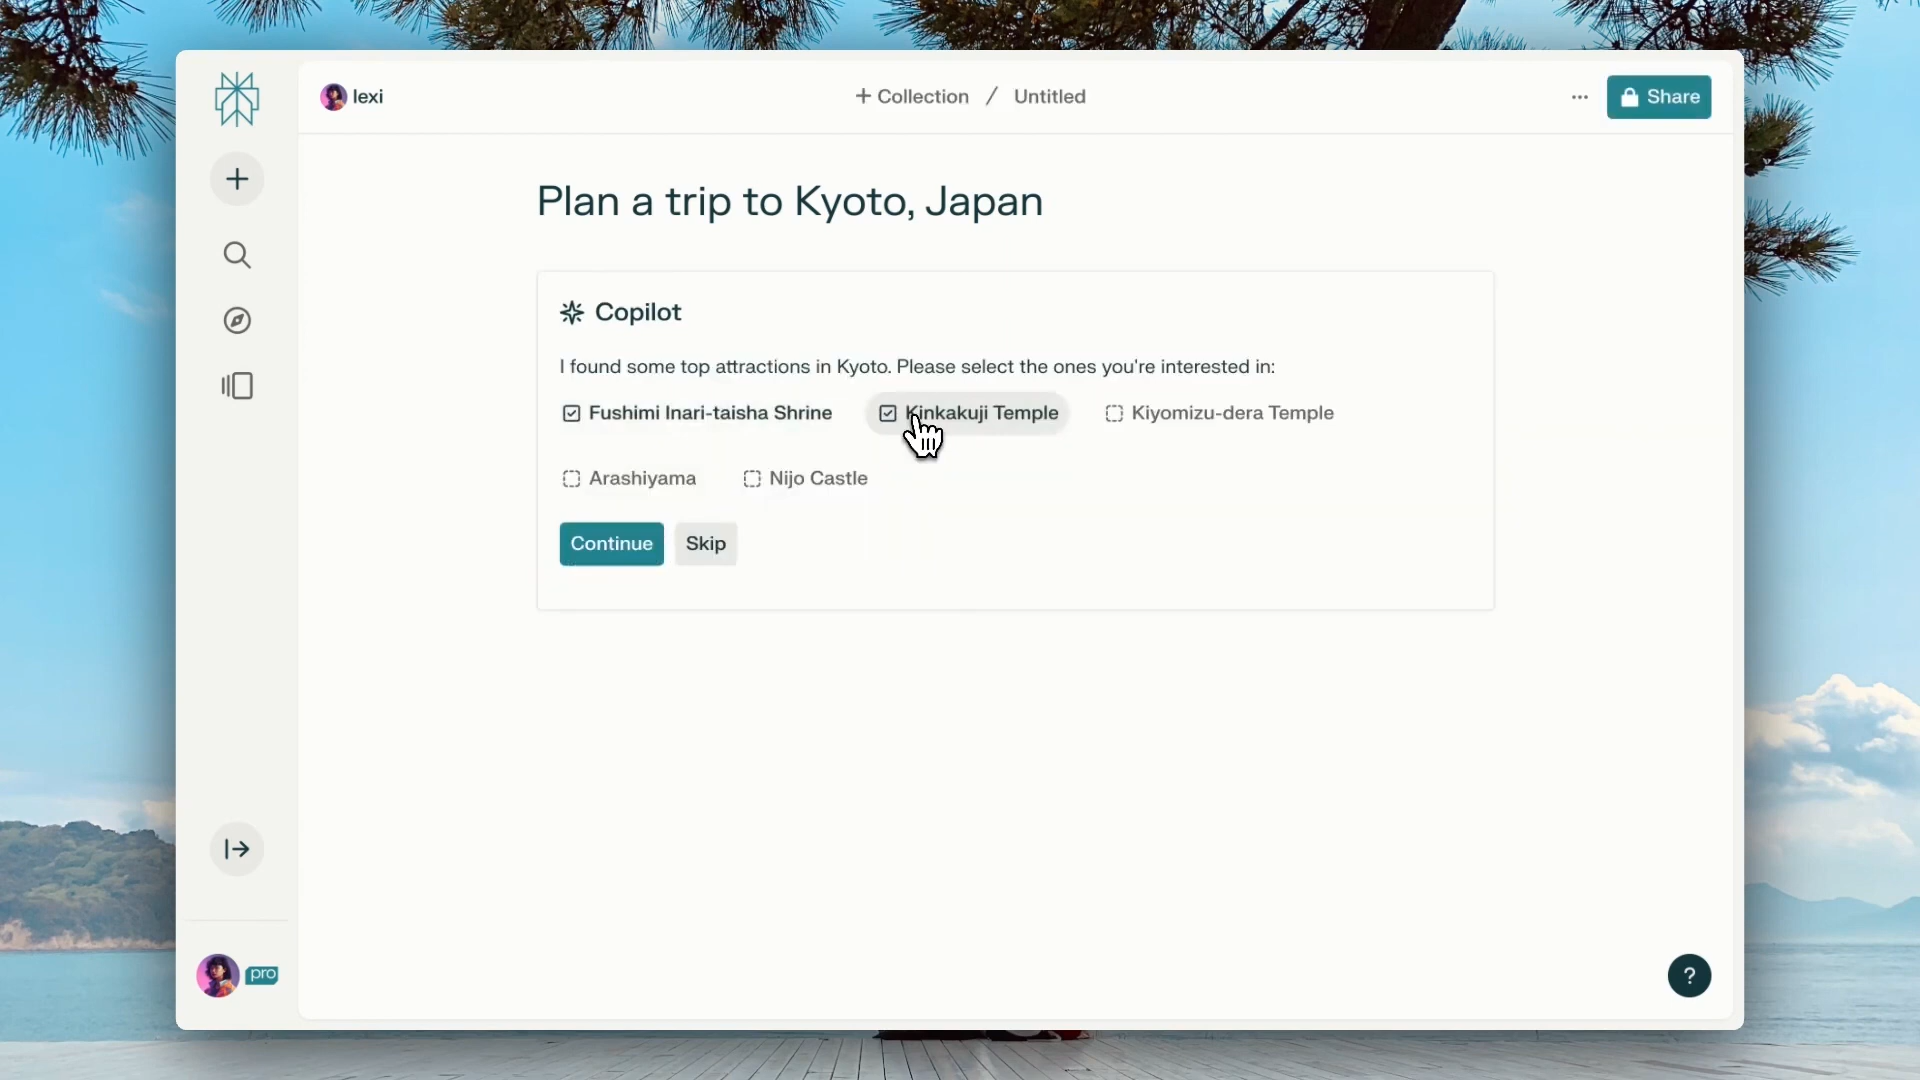 lexi
+ Collection / Untitled
··· Share
Plan a trip to Kyoto, Japan
Copilot
I found some top attractions in Kyoto. Please select the ones you're interested in:
Fushimi Inari-taisha Shrine Kinkakuji Temple Kiyomizu-dera Temple
Arashiyama Nijo Castle
Continue Skip
pro
?